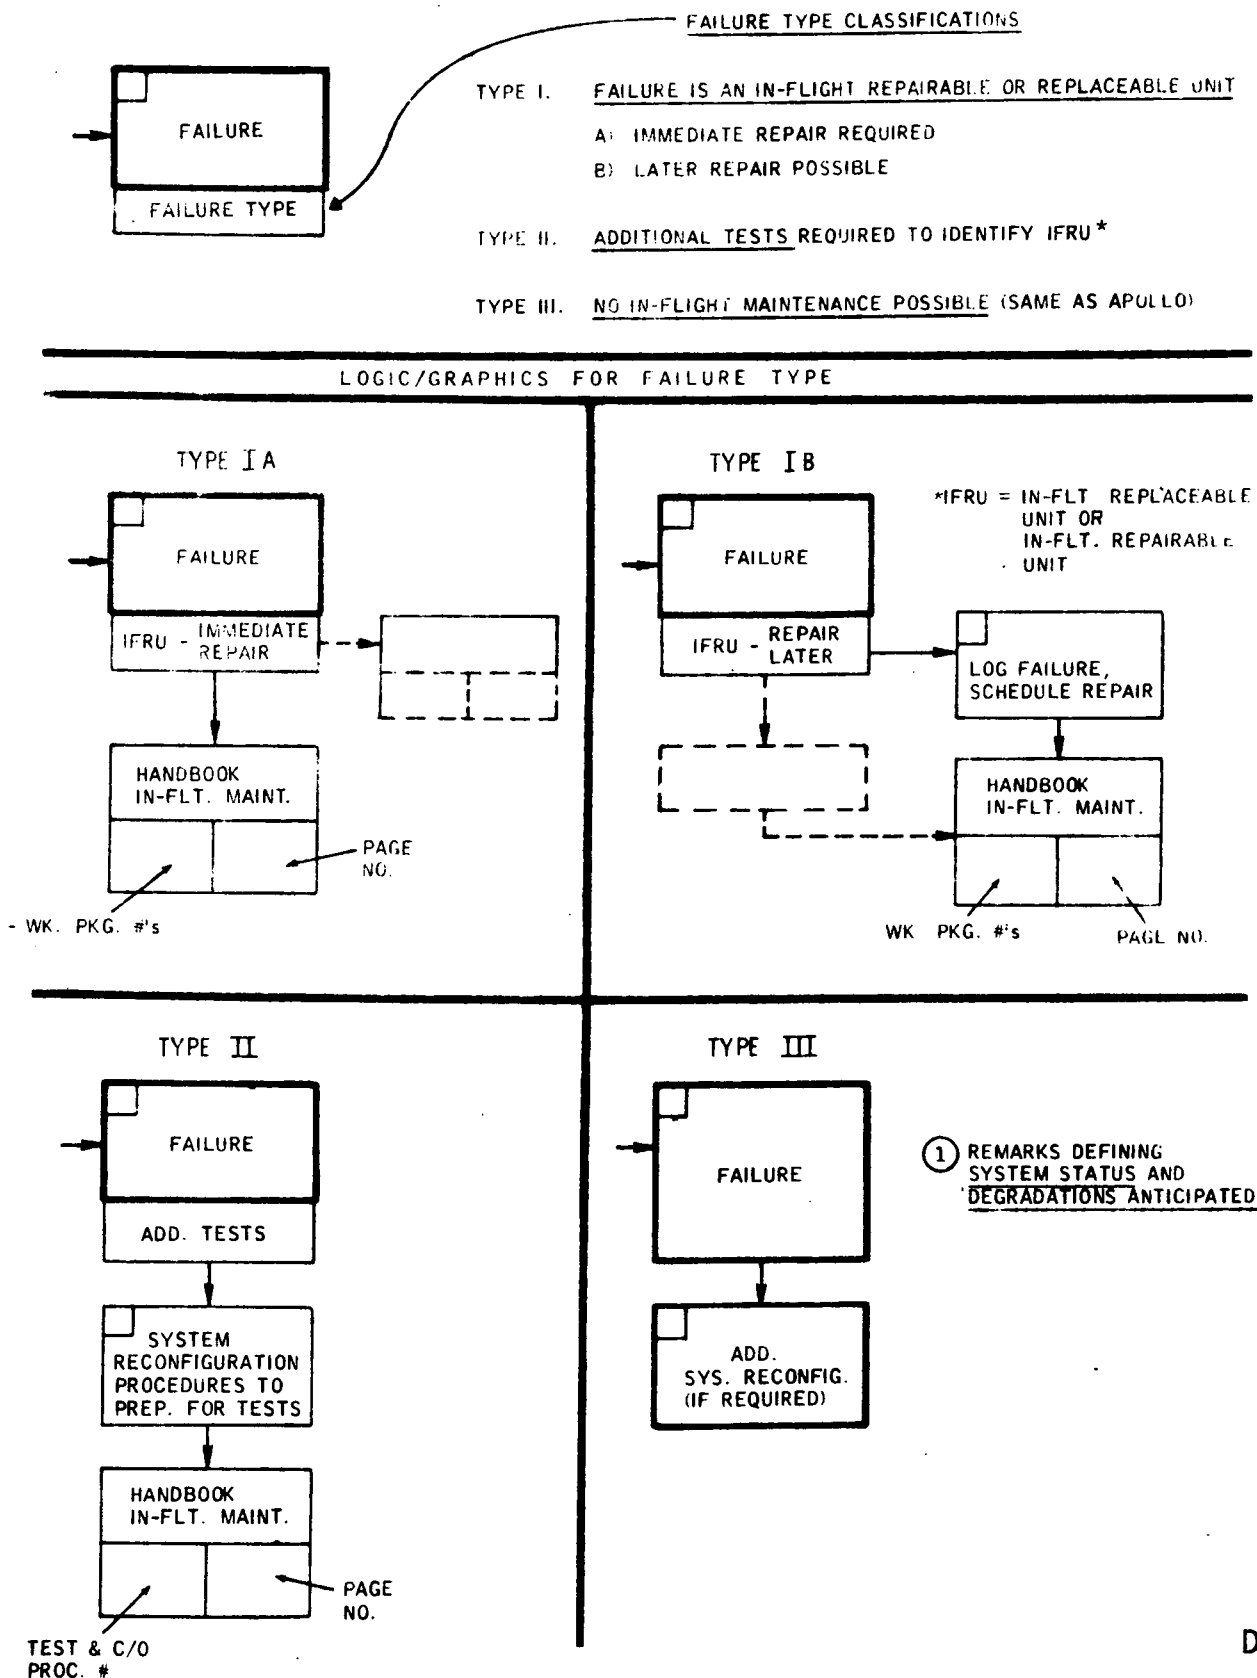 FAILURE TYPE CLASSIFICATIONS
FAILURE
FAILURE TYPE
TYPE I. FAILURE IS AN IN-FLIGHT REPAIRABLE OR REPLACEABLE UNIT
A) IMMEDIATE REPAIR REQUIRED
B) LATER REPAIR POSSIBLE
TYPE II. ADDITIONAL TESTS REQUIRED TO IDENTIFY IFRU*
TYPE III. NO IN-FLIGHT MAINTENANCE POSSIBLE (SAME AS APOLLO)
LOGIC/GRAPHICS FOR FAILURE TYPE
TYPE I A
FAILURE
IFRU - IMMEDIATE
REPAIR
HANDBOOK
IN-FLT. MAINT.
PAGE
NO.
- WK. PKG. #'s
TYPE I B
*IFRU = IN-FLT REPLACEABLE
UNIT OR
IN-FLT. REPAIRABLE
UNIT
FAILURE
IFRU - REPAIR
LATER
LOG FAILURE,
SCHEDULE REPAIR
HANDBOOK
IN-FLT. MAINT.
WK PKG. #'s
PAGE NO.
TYPE II
FAILURE
ADD. TESTS
SYSTEM
RECONFIGURATION
PROCEDURES TO
PREP. FOR TESTS
HANDBOOK
IN-FLT. MAINT.
PAGE
NO.
TEST & C/O
PROC. #
TYPE III
FAILURE
1 REMARKS DEFINING
SYSTEM STATUS AND
DEGRADATIONS ANTICIPATED
ADD.
SYS. RECONFIG.
(IF REQUIRED)
D